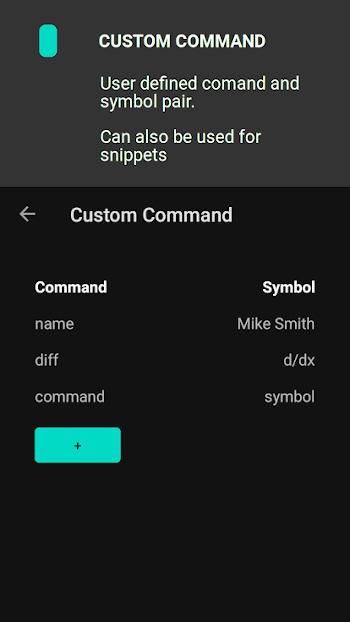 CUSTOM COMMAND
User defined comand and
symbol pair.
Can also be used for
snippets
Custom Command
Command Symbol
name Mike Smith
diff d/dx
command symbol
+